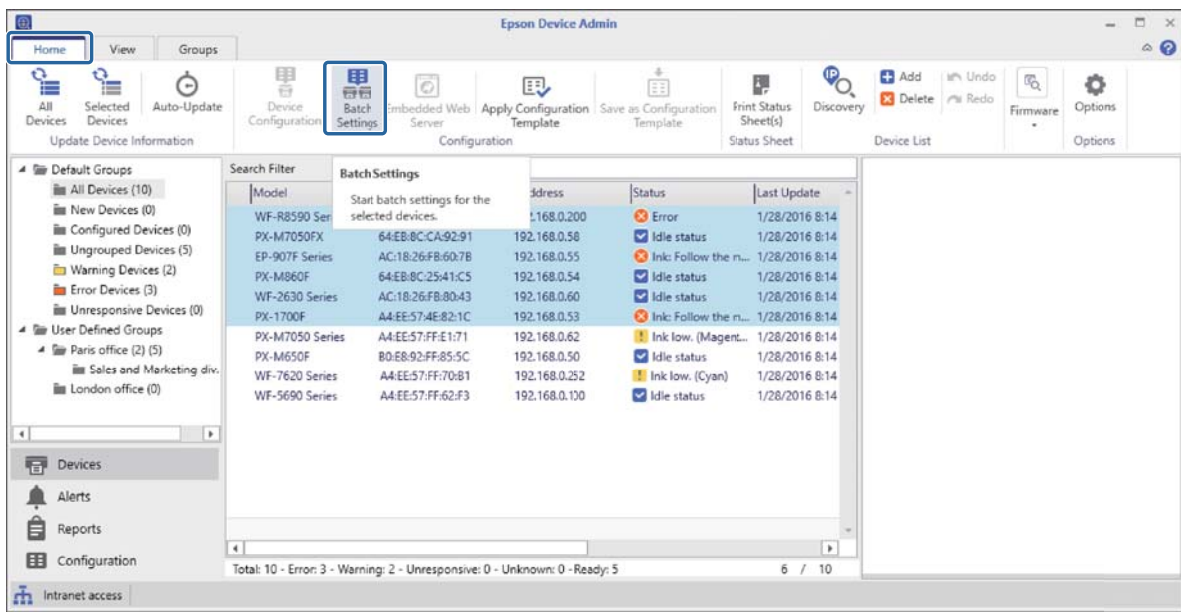 Epson Device Admin
Home View Groups
All Devices
Selected Devices
Auto-Update
Update Device Information
Device Configuration
Batch Settings
Embedded Web Server
Apply Configuration Template
Save as Configuration Template
Configuration
Print Status Sheet(s)
Status Sheet
IP
Discovery
Add
Delete
Undo
Redo
Device List
Firmware
Options
Options
Default Groups
All Devices (10)
New Devices (0)
Configured Devices (0)
Ungrouped Devices (5)
Warning Devices (2)
Error Devices (3)
Unresponsive Devices (0)
User Defined Groups
Paris office (2) (5)
Sales and Marketing div.
London office (0)
Devices
Alerts
Reports
Configuration
Search Filter
Batch Settings
Start batch settings for the
selected devices.
Model ddress Status Last Update
WF-R8590 Ser .168.0.200 Error 1/28/2016 8:14
PX-M7050FX 64:EB:8C:CA:92:91 192.168.0.58 Idle status 1/28/2016 8:14
EP-907F Series AC:18:26:FB:60:7B 192.168.0.55 Ink: Follow the n... 1/28/2016 8:14
PX-M860F 64:EB:8C:25:41:C5 192.168.0.54 Idle status 1/28/2016 8:14
WF-2630 Series AC:18:26:FB:80:43 192.168.0.60 Idle status 1/28/2016 8:14
PX-1700F A4:EE:57:4E:82:1C 192.168.0.53 Ink: Follow the n... 1/28/2016 8:14
PX-M7050 Series A4:EE:57:FF:E1:71 192.168.0.62 Ink low. (Magent... 1/28/2016 8:14
PX-M650F B0:E8:92:FF:85:5C 192.168.0.50 Idle status 1/28/2016 8:14
WF-7620 Series A4:EE:57:FF:70:B1 192.168.0.252 Ink low. (Cyan) 1/28/2016 8:14
WF-5690 Series A4:EE:57:FF:62:F3 192.168.0.100 Idle status 1/28/2016 8:14
Total: 10 - Error: 3 - Warning: 2 - Unresponsive: 0 - Unknown: 0 -Ready: 5 6 / 10
Intranet access